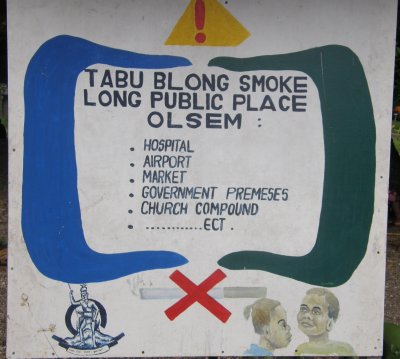 !
TABU BLONG SMOKE
LONG PUBLIC PLACE
OLSEM :
. HOSPITAL
. AIRPORT
. MARKET
. GOVERNMENT PREMESES
. CHURCH COMPOUND
. ............ECT .